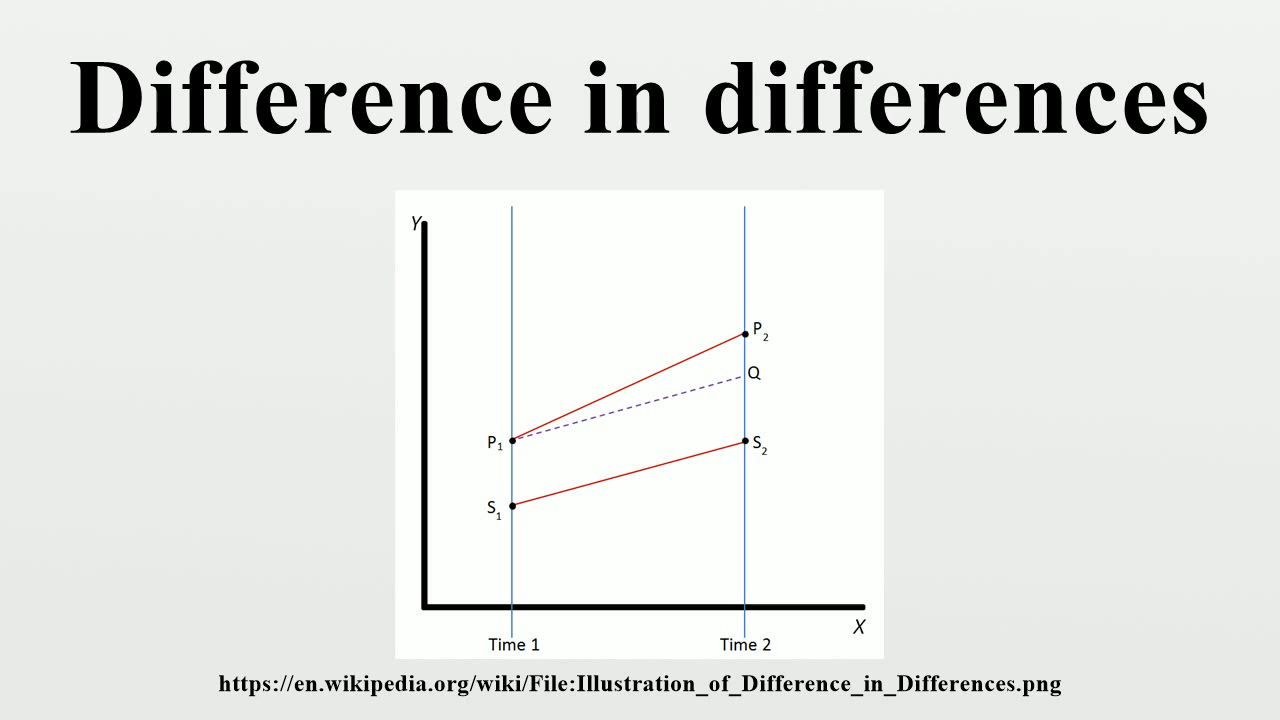 Difference in differences
Y
P2
Q
P1
S2
S1
X
Time 1 Time 2
https://en.wikipedia.org/wiki/File:Illustration_of_Difference_in_Differences.png